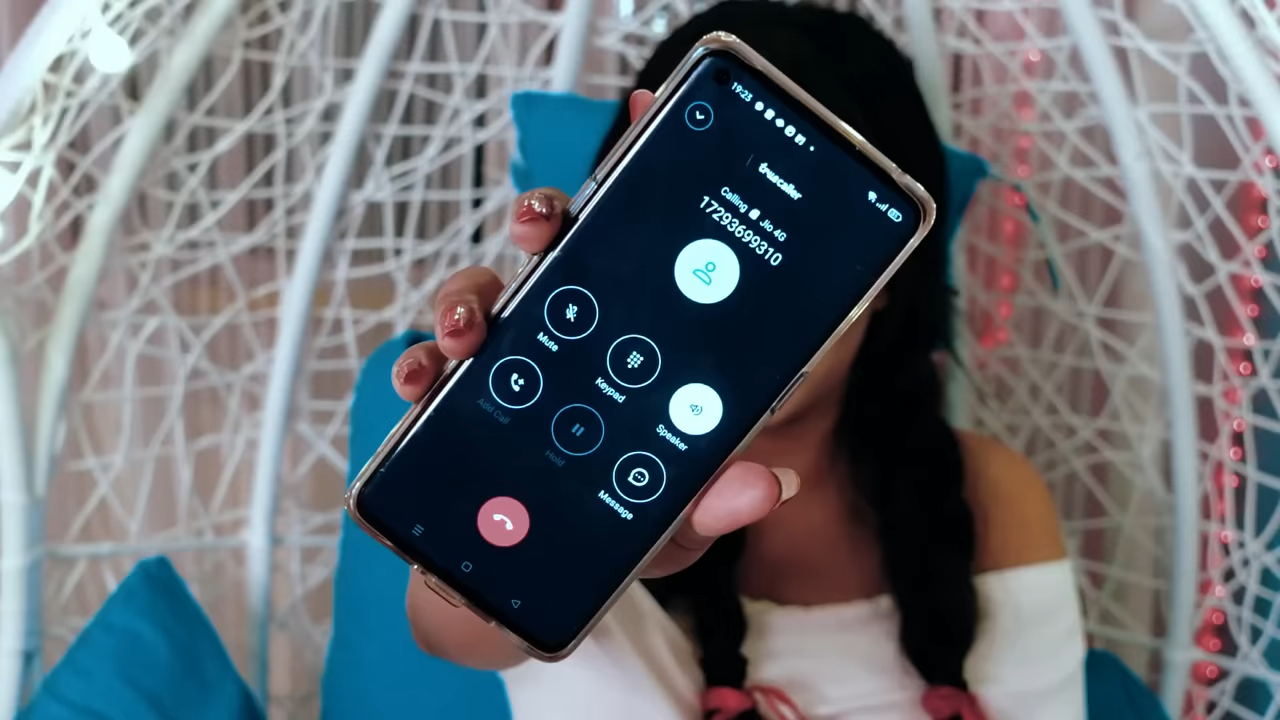 19:23
truecaller
Calling Jio 4G
17293699310
Mute
Keypad
Speaker
Add Call
Hold
Message